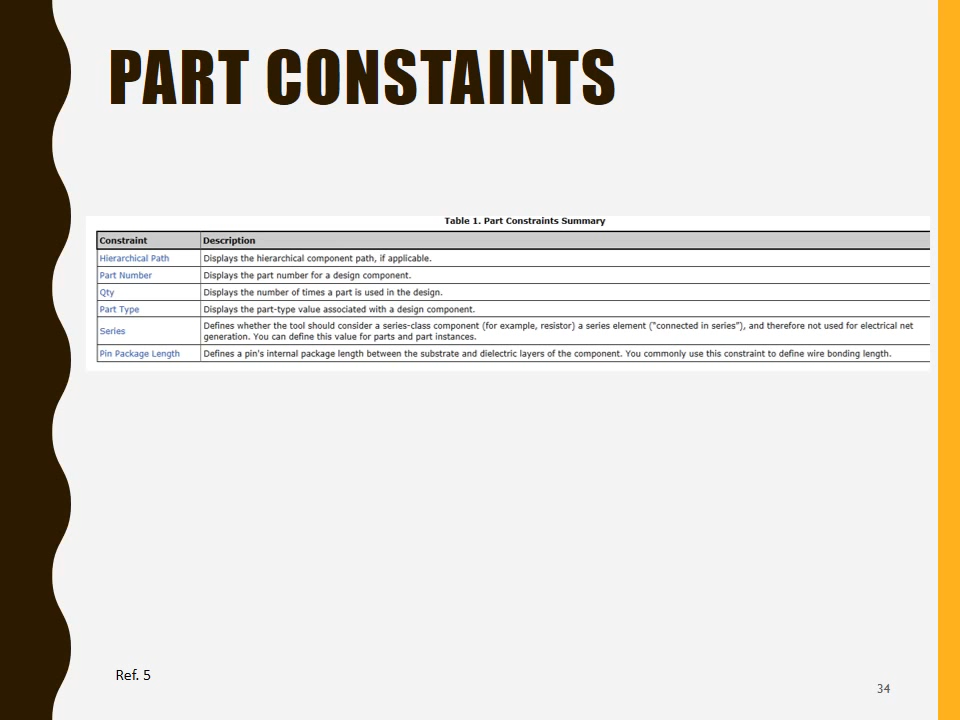 PART CONSTAINTS
Table 1. Part Constraints Summary
Constraint Description
Hierarchical Path Displays the hierarchical component path, if applicable.
Part Number Displays the part number for a design component.
Qty Displays the number of times a part is used in the design.
Part Type Displays the part-type value associated with a design component.
Series Defines whether the tool should consider a series-class component (for example, resistor) a series element ("connected in series"), and therefore not used for electrical net
generation. You can define this value for parts and part instances.
Pin Package Length Defines a pin's internal package length between the substrate and dielectric layers of the component. You commonly use this constraint to define wire bonding length.
Ref. 5
34